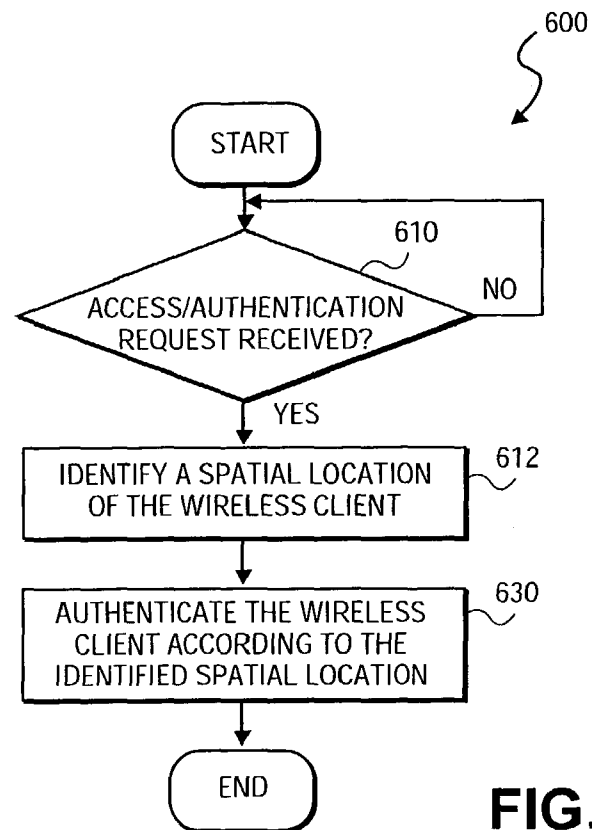 600
START
610
ACCESS/AUTHENTICATION
REQUEST RECEIVED?
NO
YES
IDENTIFY A SPATIAL LOCATION
OF THE WIRELESS CLIENT
612
AUTHENTICATE THE WIRELESS
CLIENT ACCORDING TO THE
IDENTIFIED SPATIAL LOCATION
630
END
FIG.